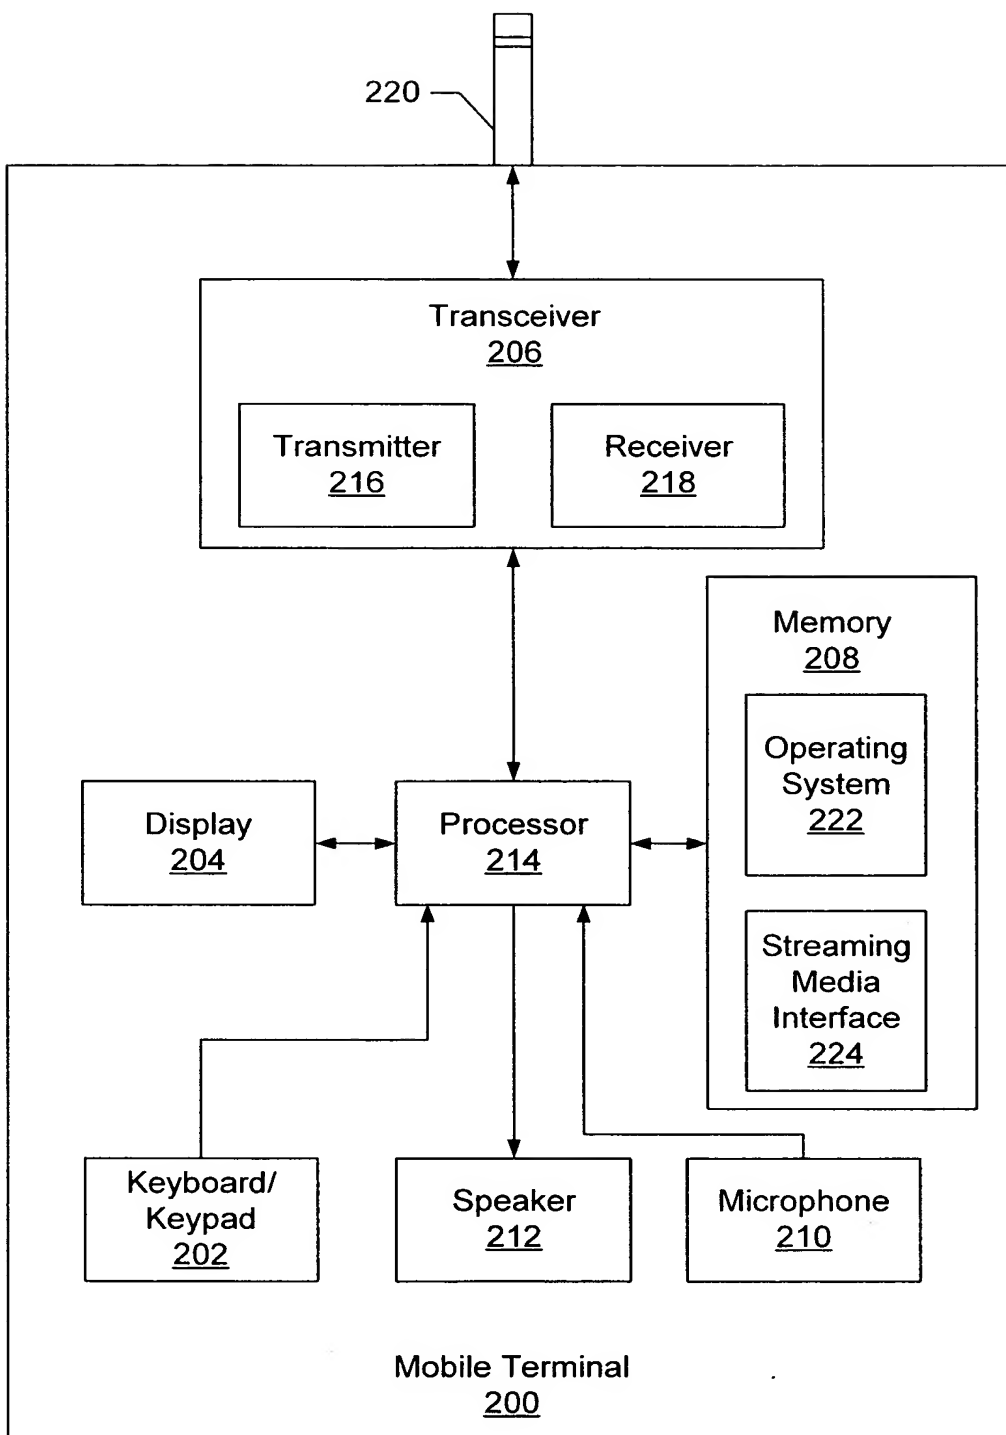 220
Transceiver
206
Transmitter
216
Receiver
218
Memory
208
Operating
System
222
Display
204
Processor
214
Streaming
Media
Interface
224
Keyboard/
Keypad
202
Speaker
212
Microphone
210
Mobile Terminal
200